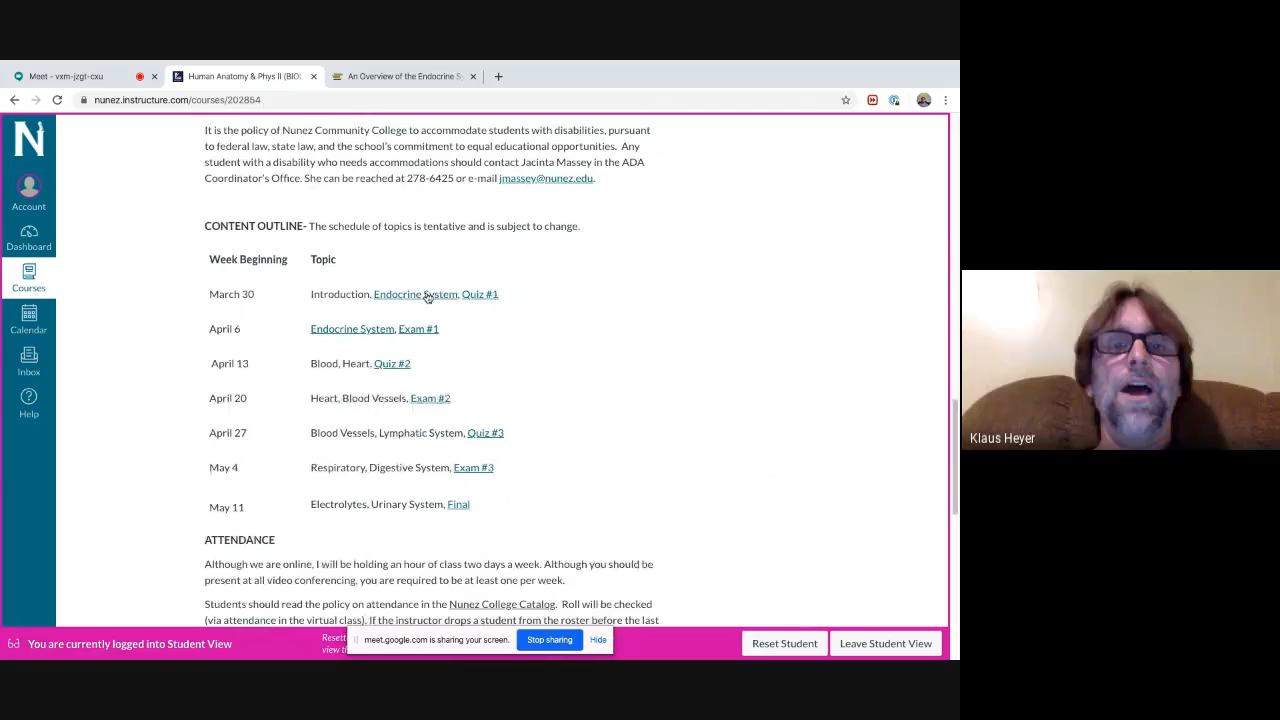 Meet - vxm-jzgt-cxu
Human Anatomy & Phys II (BIOL
An Overview of the Endocrine Sy
nunez.instructure.com/courses/202854
N
Account
Dashboard
Courses
Calendar
Inbox
Help
It is the policy of Nunez Community College to accommodate students with disabilities, pursuant
to federal law, state law, and the school's commitment to equal educational opportunities. Any
student with a disability who needs accommodations should contact Jacinta Massey in the ADA
Coordinator's Office. She can be reached at 278-6425 or e-mail jmassey@nunez.edu.
CONTENT OUTLINE- The schedule of topics is tentative and is subject to change.
Week Beginning Topic
March 30 Introduction, Endocrine System, Quiz #1
April 6 Endocrine System, Exam #1
April 13 Blood, Heart, Quiz #2
April 20 Heart, Blood Vessels, Exam #2
April 27 Blood Vessels, Lymphatic System, Quiz #3
May 4 Respiratory, Digestive System, Exam #3
May 11 Electrolytes, Urinary System, Final
ATTENDANCE
Although we are online, I will be holding an hour of class two days a week. Although you should be
present at all video conferencing, you are required to be at least one per week.
Students should read the policy on attendance in the Nunez College Catalog. Roll will be checked
(via attendance in the virtual class). If the instructor drops a student from the roster before the last
You are currently logged into Student View
Resett
view th
meet.google.com is sharing your screen. Stop sharing Hide
Reset Student Leave Student View
Klaus Heyer